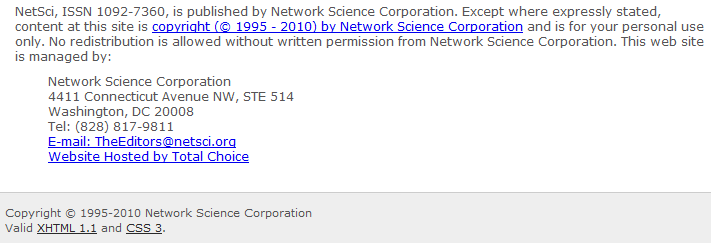 NetSci, ISSN 1092-7360, is published by Network Science Corporation. Except where expressly stated,
content at this site is copyright (© 1995 - 2010) by Network Science Corporation and is for your personal use
only. No redistribution is allowed without written permission from Network Science Corporation. This web site
is managed by:
Network Science Corporation
4411 Connecticut Avenue NW, STE 514
Washington, DC 20008
Tel: (828) 817-9811
E-mail: TheEditors@netsci.org
Website Hosted by Total Choice
Copyright © 1995-2010 Network Science Corporation
Valid XHTML 1.1 and CSS 3.